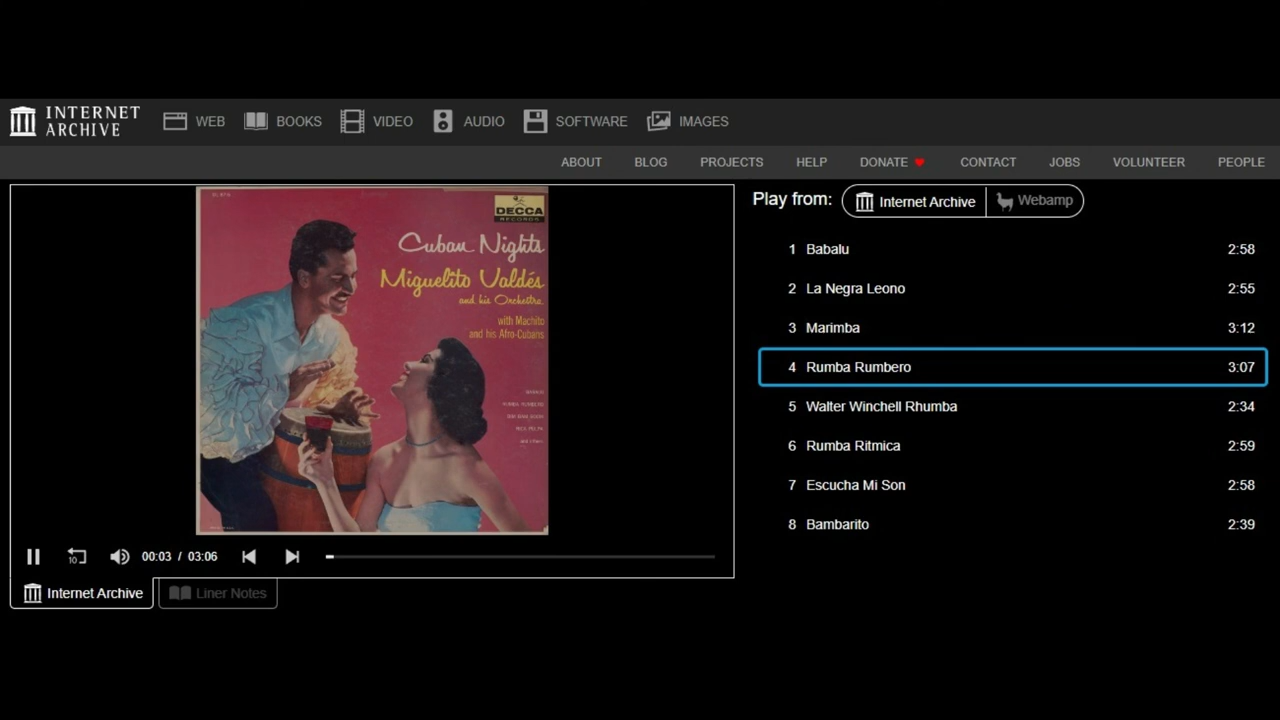 INTERNET ARCHIVE
WEB BOOKS VIDEO AUDIO SOFTWARE IMAGES
ABOUT BLOG PROJECTS HELP DONATE CONTACT JOBS VOLUNTEER PEOPLE
DECCA
RECORDS
Cuban Nights
Miguelito Valdés
and his Orchestra
with Machito
and his Afro-Cubans
00:03 / 03:06
Internet Archive Liner Notes
Play from: Internet Archive Webamp
1 Babalu 2:58
2 La Negra Leono 2:55
3 Marimba 3:12
4 Rumba Rumbero 3:07
5 Walter Winchell Rhumba 2:34
6 Rumba Ritmica 2:59
7 Escucha Mi Son 2:58
8 Bambarito 2:39